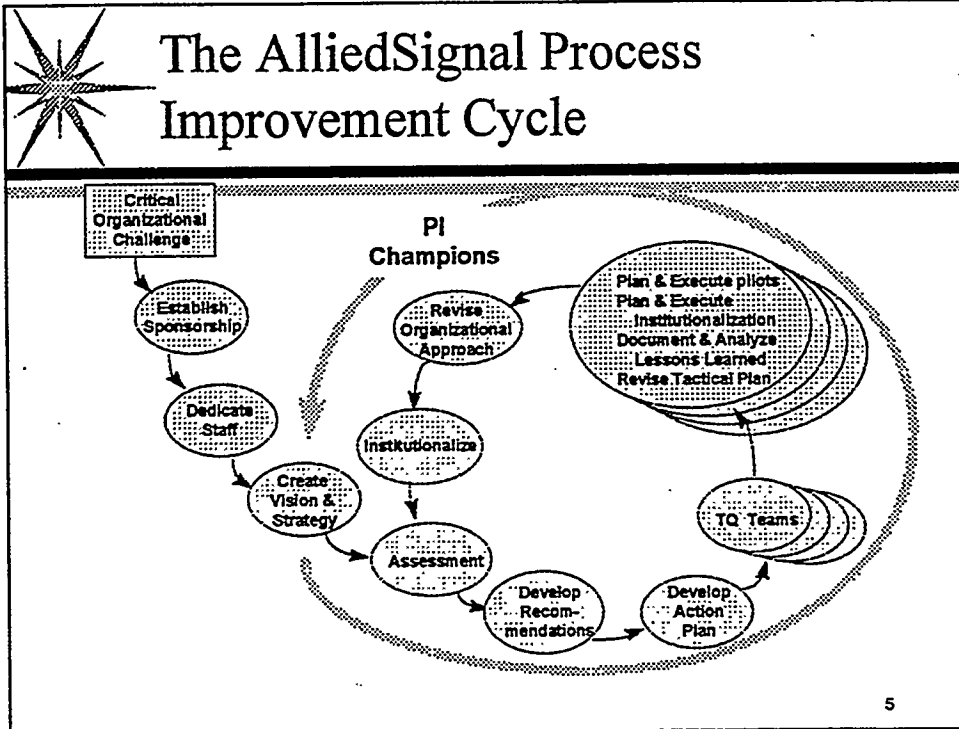 The AlliedSignal Process
Improvement Cycle
Critical
Organizational
Challenge
PI
Champions
Establish
Sponsorship
Dedicate
Staff
Create
Vision &
Strategy
Revise
Organizational
Approach
Institutionalize
Assessment
Develop
Recom-
mendations
Develop
Action
Plan
TQ Teams
Plan & Execute pilots
Plan & Execute
Institutionalization
Document & Analyze
Lessons Learned
Revise Tactical Plan
5